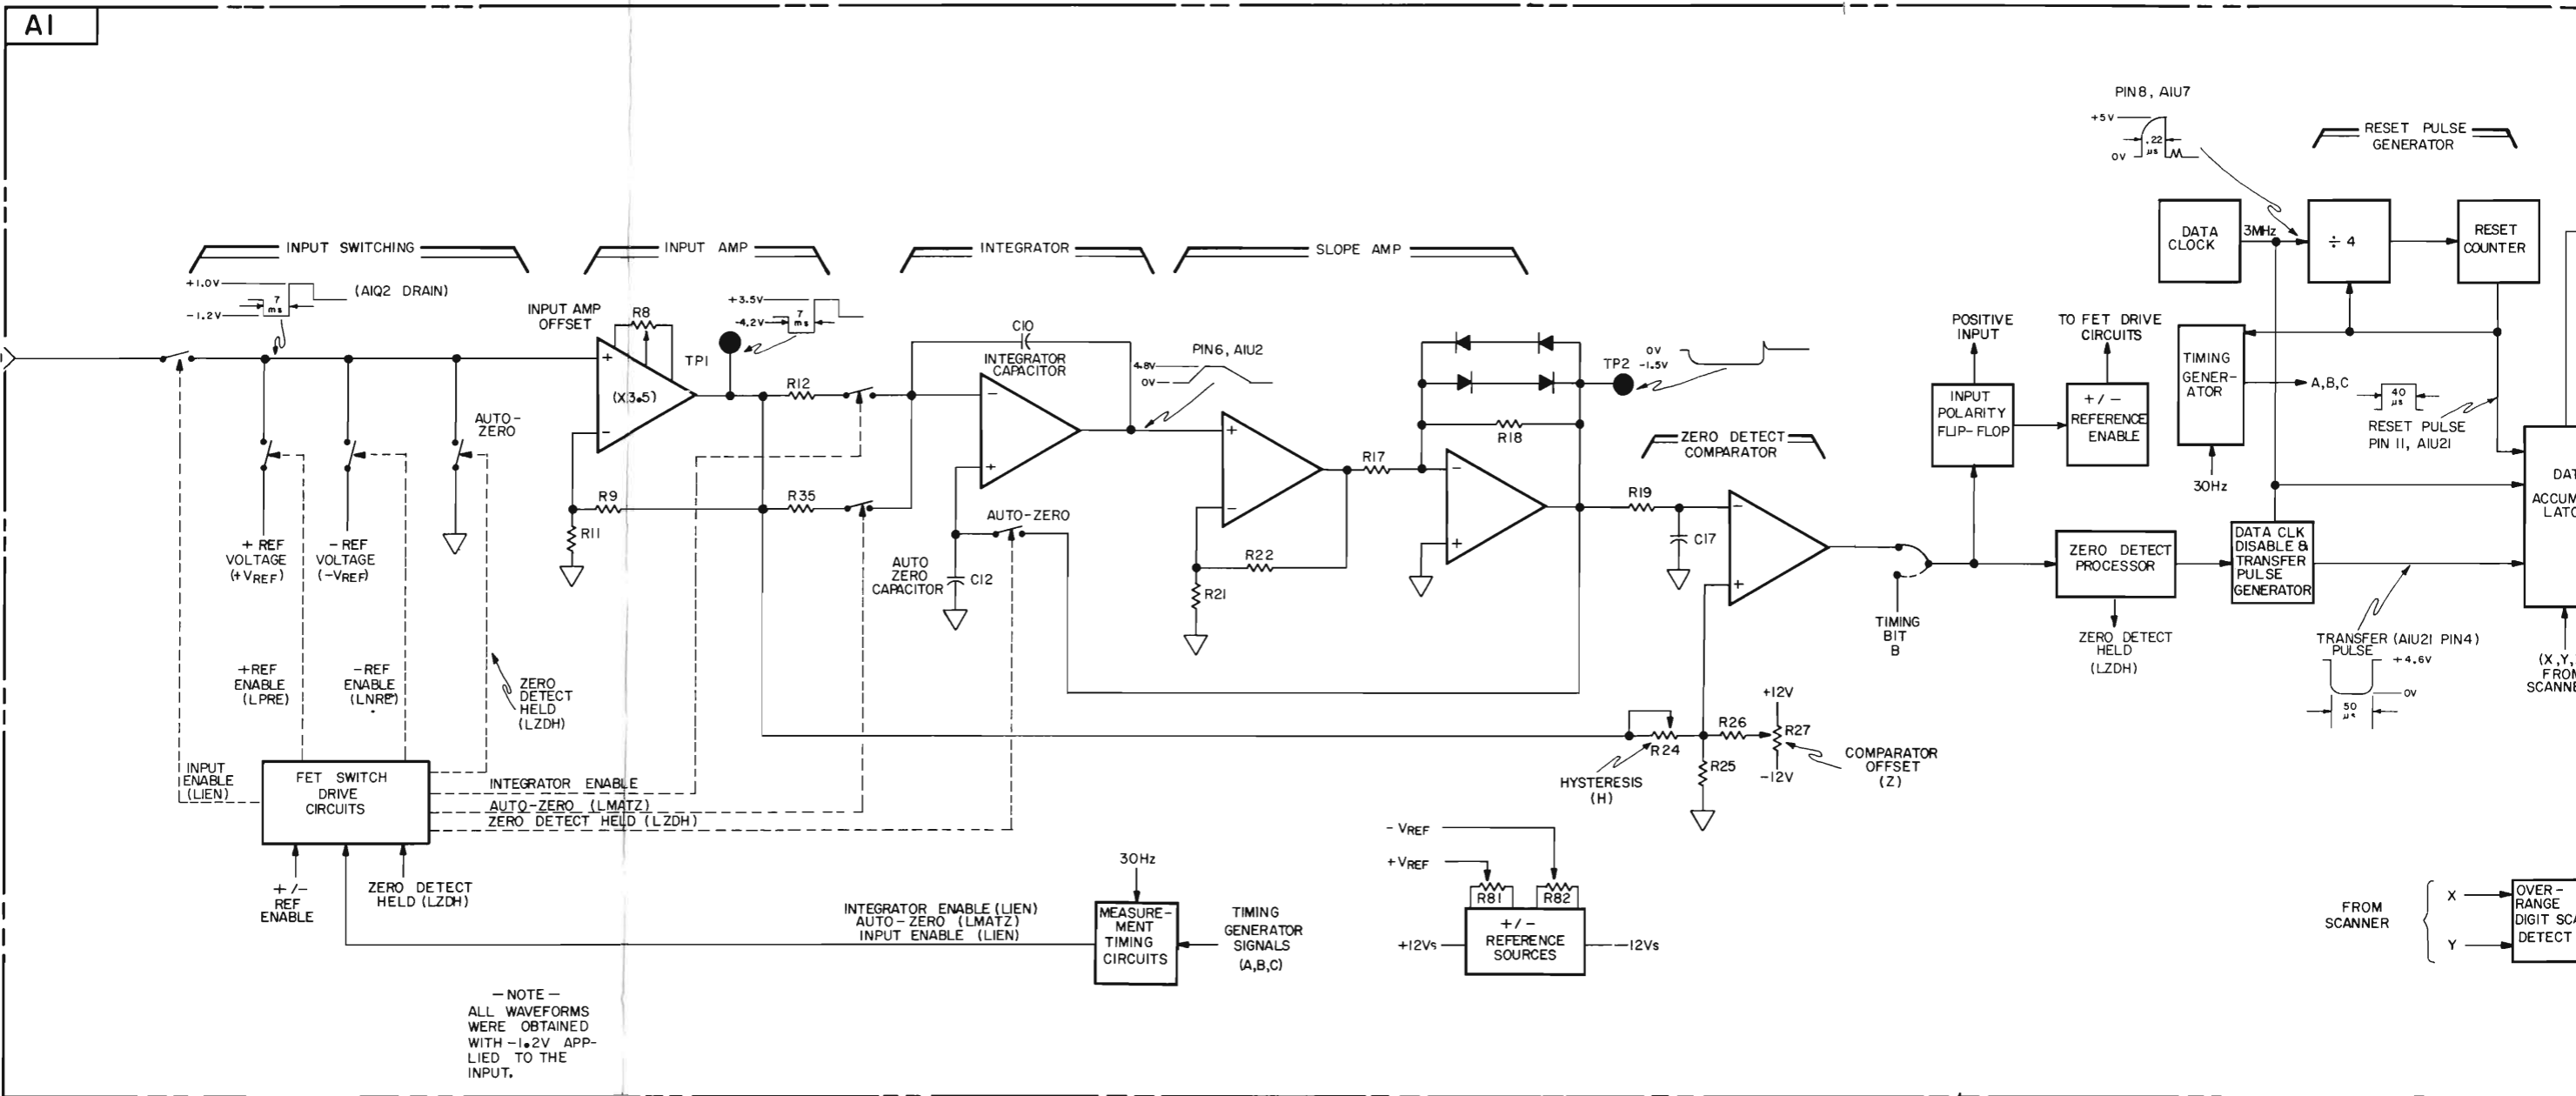 A1
PIN 8, A1U7
+5V
.22
µs
0V
RESET PULSE
GENERATOR
DATA
CLOCK
3MHz
÷ 4
RESET
COUNTER
INPUT SWITCHING
INPUT AMP
INTEGRATOR
SLOPE AMP
+1.0V
7
ms
-1.2V
(A1Q2 DRAIN)
INPUT AMP
OFFSET
R8
+3.5V
-4.2V
7
ms
TP1
+
(X3.5)
−
R12
C10
INTEGRATOR
CAPACITOR
4.8V
0V
PIN6, A1U2
TP2
0V
-1.5V
POSITIVE
INPUT
TO FET DRIVE
CIRCUITS
TIMING
GENER-
ATOR
A,B,C
40
µs
RESET PULSE
PIN 11, A1U21
30Hz
INPUT
POLARITY
FLIP-FLOP
+/-
REFERENCE
ENABLE
AUTO-
ZERO
R9
R11
R35
−
+
AUTO-ZERO
AUTO
ZERO
CAPACITOR
C12
+
−
R22
R21
R17
R18
−
+
ZERO DETECT
COMPARATOR
R19
C17
−
+
+ REF
VOLTAGE
(+VREF)
- REF
VOLTAGE
(-VREF)
TIMING
BIT
B
ZERO DETECT
PROCESSOR
ZERO DETECT
HELD
(LZDH)
DATA CLK
DISABLE &
TRANSFER
PULSE
GENERATOR
DAT
ACCUM
LATC
TRANSFER (A1U21 PIN4)
PULSE
+4.6V
0V
50
µs
(X,Y,
FROM
SCANNE
+REF
ENABLE
(LPRE)
-REF
ENABLE
(LNRE)
ZERO
DETECT
HELD
(LZDH)
INPUT
ENABLE
(LIEN)
FET SWITCH
DRIVE
CIRCUITS
INTEGRATOR ENABLE
AUTO-ZERO (LMATZ)
ZERO DETECT HELD (LZDH)
R24
HYSTERESIS
(H)
R26
R25
+12V
R27
-12V
COMPARATOR
OFFSET
(Z)
+/-
REF
ENABLE
ZERO DETECT
HELD (LZDH)
INTEGRATOR ENABLE (LIEN)
AUTO-ZERO (LMATZ)
INPUT ENABLE (LIEN)
30Hz
MEASURE-
MENT
TIMING
CIRCUITS
TIMING
GENERATOR
SIGNALS
(A,B,C)
- VREF
+VREF
R81
R82
+/-
REFERENCE
SOURCES
+12Vs
-12Vs
FROM
SCANNER
X
Y
OVER-
RANGE
DIGIT SCA
DETECT
-NOTE-
ALL WAVEFORMS
WERE OBTAINED
WITH -1.2V APP-
LIED TO THE
INPUT.